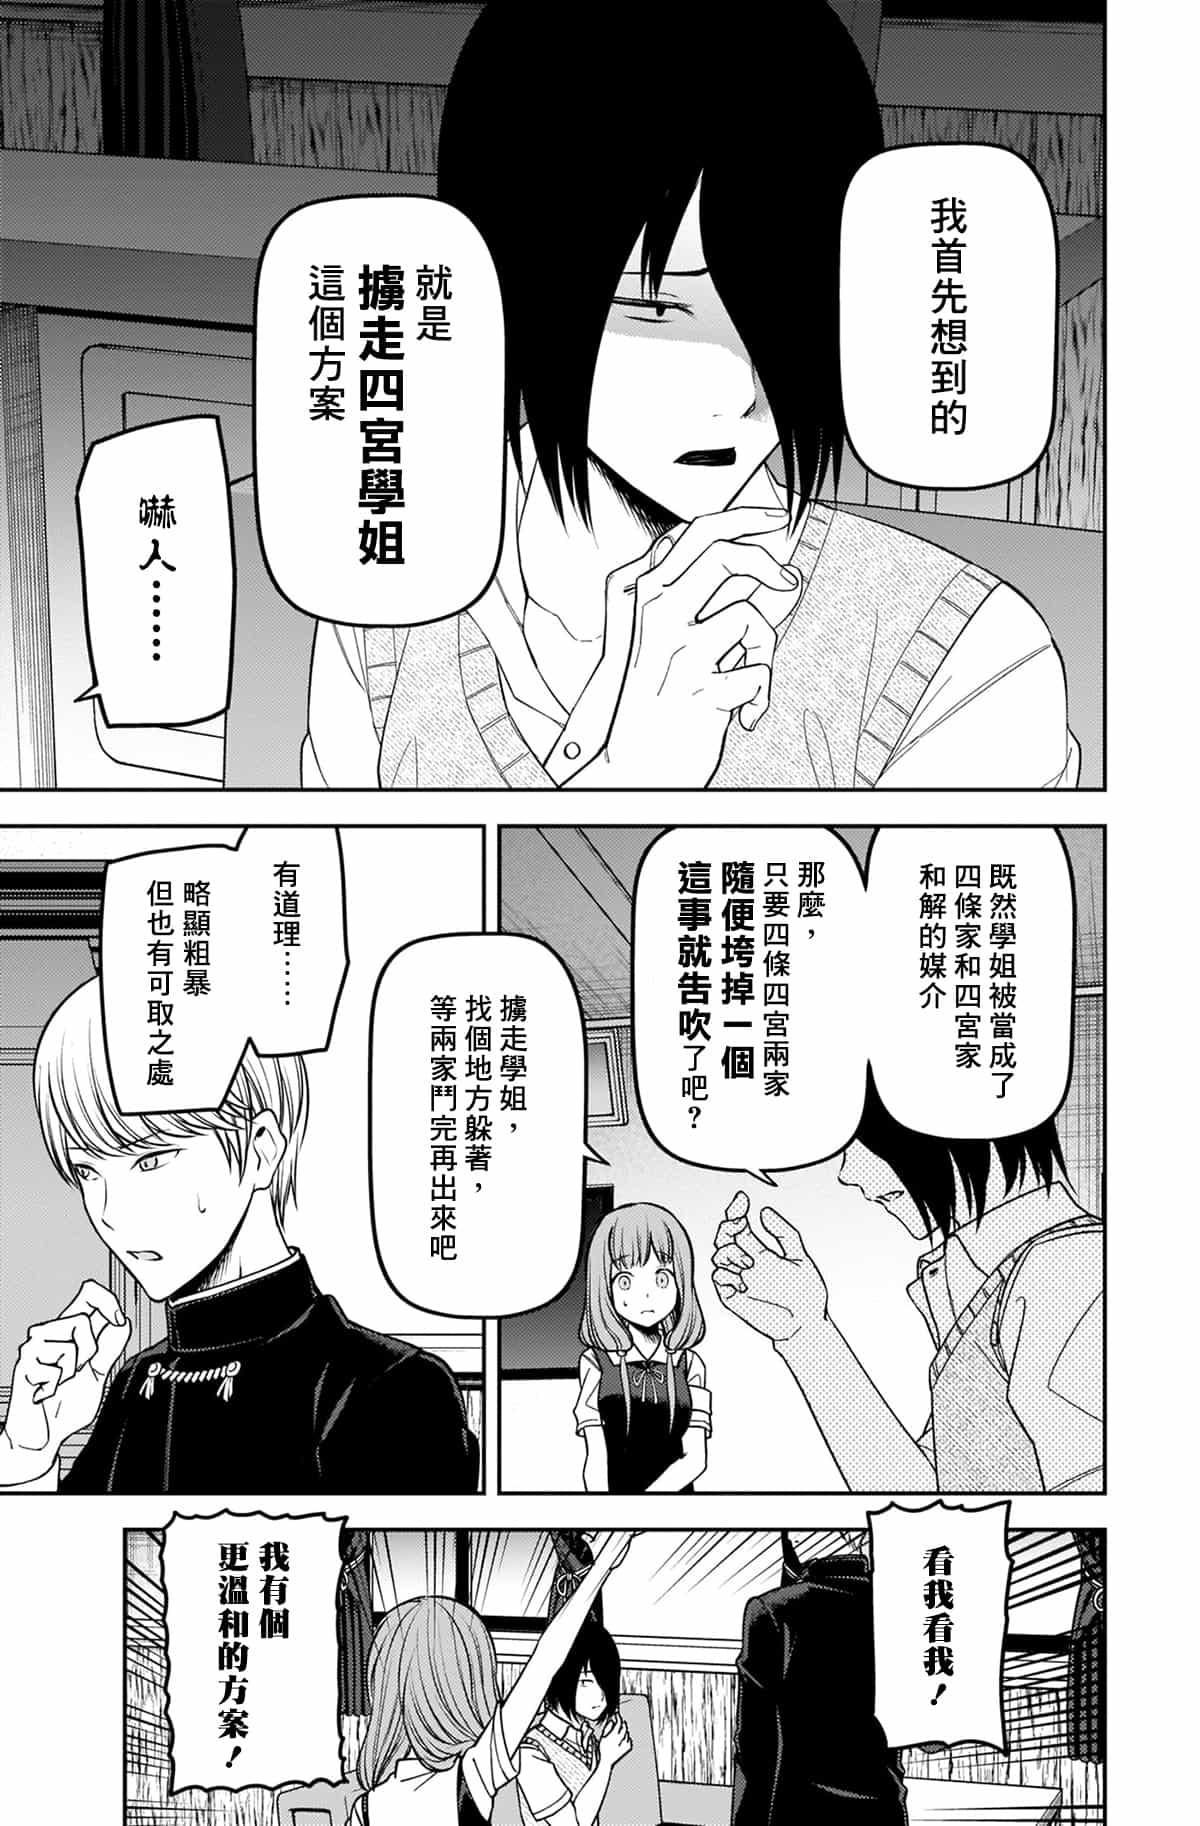 我首先想到的
就是
擄走四宮學姐
這個方案
嚇人……
既然學姐被當成了
四條家和四宮家
和解的媒介
那麼，
只要四條四宮兩家
隨便垮掉一個
這事就告吹了吧？
擄走學姐，
找個地方躲著，
等兩家鬥完再出來吧
有道理……
略顯粗暴
但也有可取之處
看我看我！
我有個
更溫和的方案！